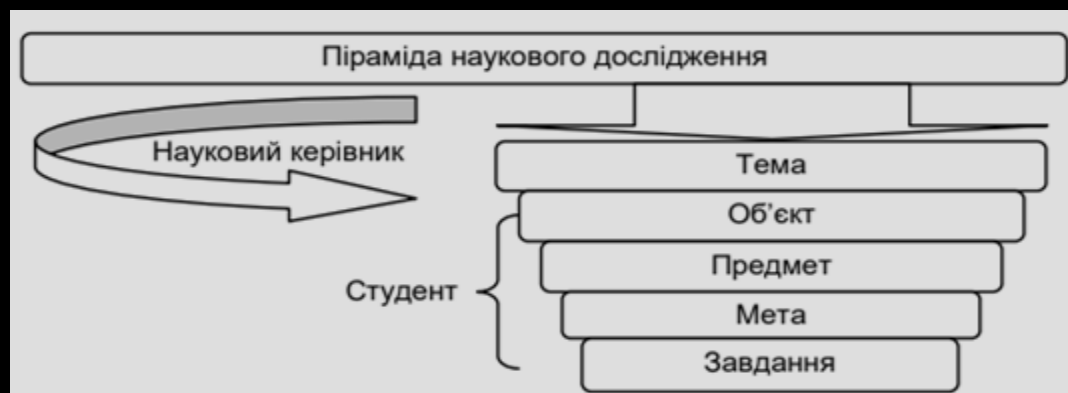 Піраміда наукового дослідження
Науковий керівник
Тема
Об’єкт
Предмет
Студент
Мета
Завдання